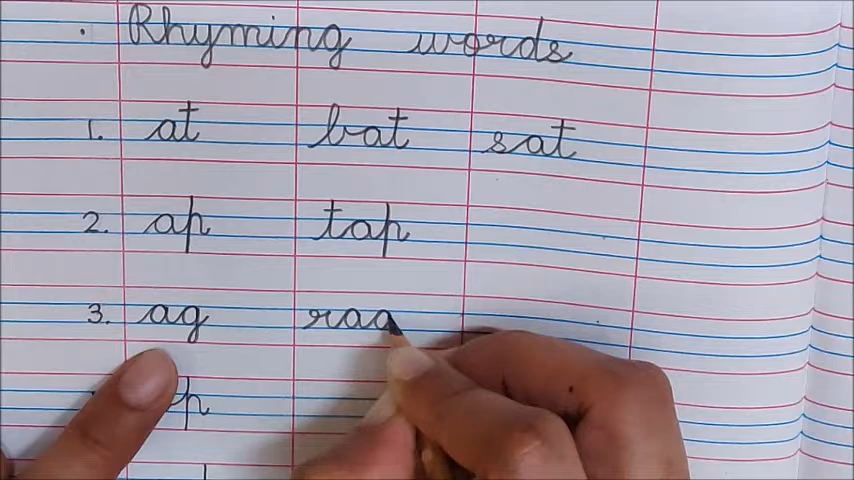 Rhyming words
1. at bat sat
2. ap tap
3. ag rag